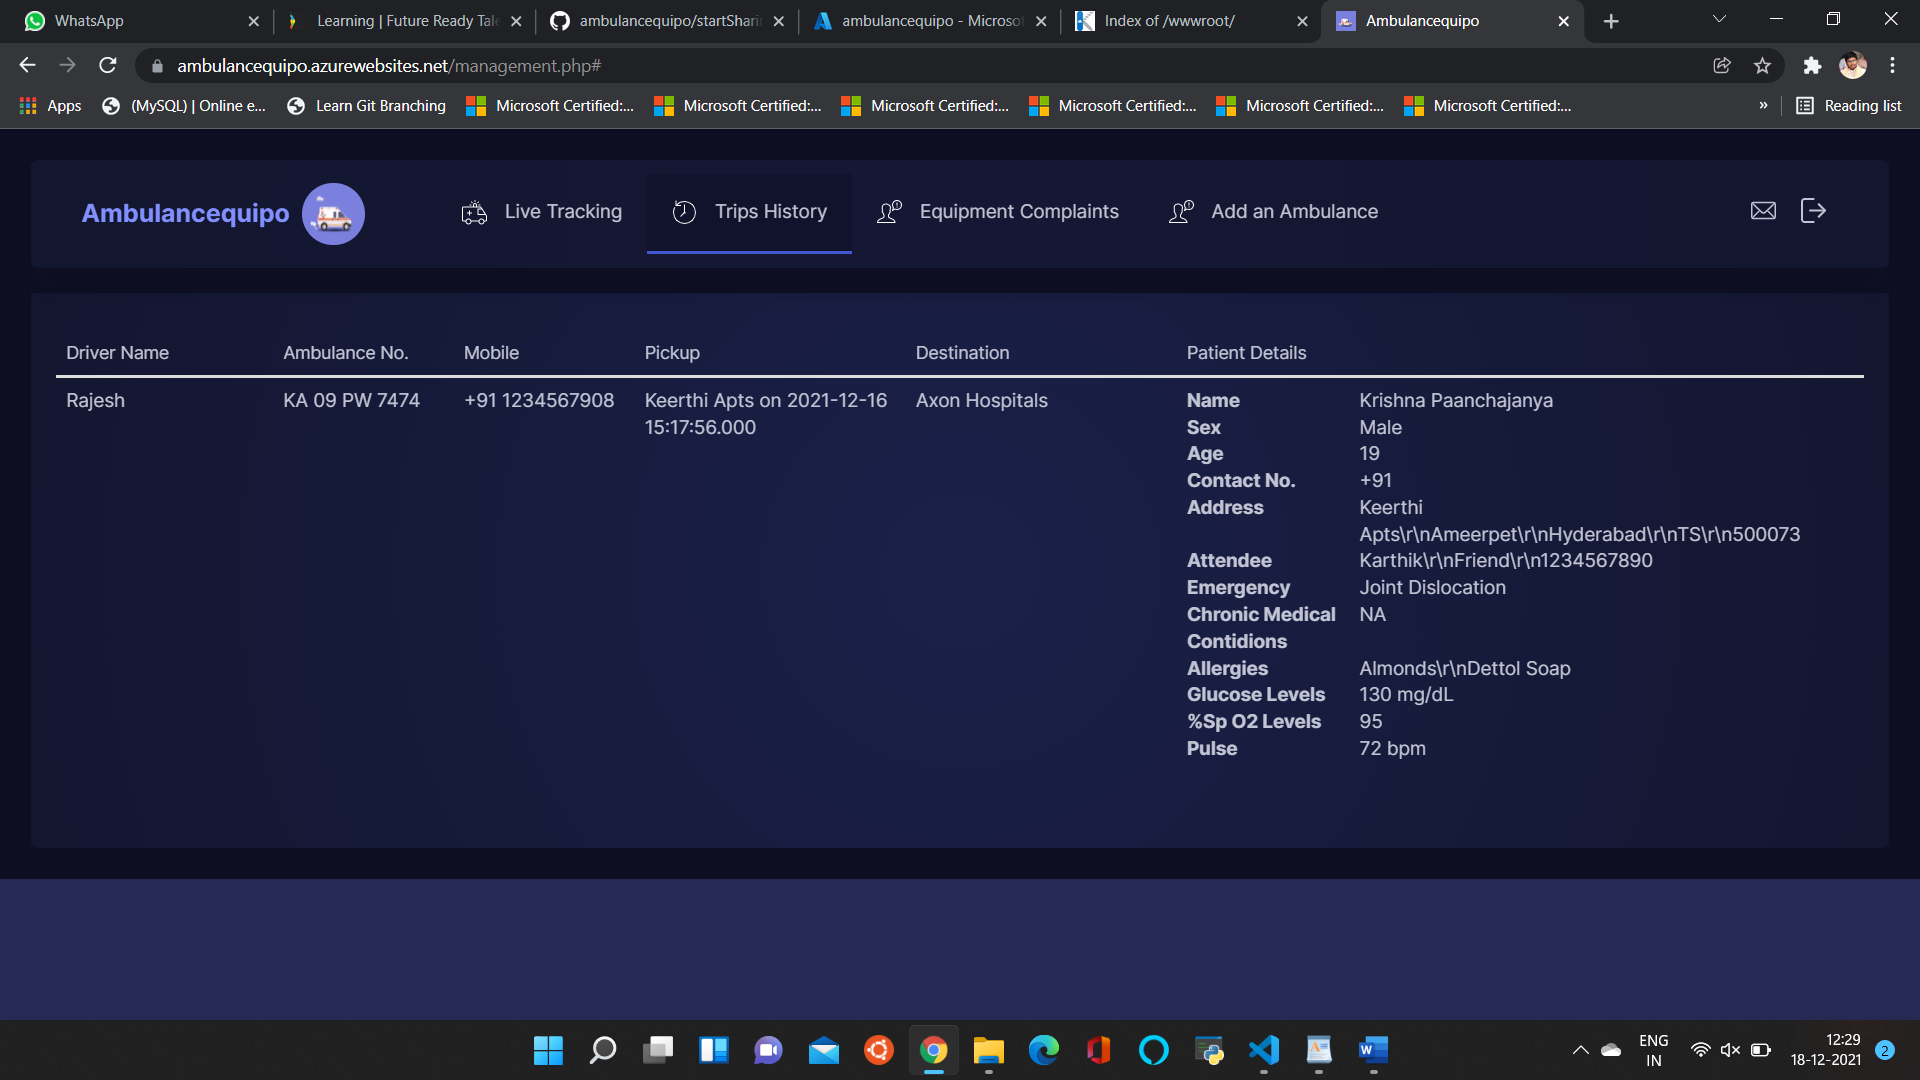 WhatsApp
Learning | Future Ready Tale
ambulancequipo/startSharin
ambulancequipo - Microsof
Index of /wwwroot/
Ambulancequipo
ambulancequipo.azurewebsites.net/management.php#
Apps
(MySQL) | Online e...
Learn Git Branching
Microsoft Certified:...
Microsoft Certified:...
Microsoft Certified:...
Microsoft Certified:...
Microsoft Certified:...
Microsoft Certified:...
»
Reading list
Ambulancequipo
Live Tracking
Trips History
Equipment Complaints
Add an Ambulance
Driver Name Ambulance No. Mobile Pickup Destination Patient Details
Rajesh KA 09 PW 7474 +91 1234567908 Keerthi Apts on 2021-12-16 Axon Hospitals
15:17:56.000
Name Krishna Paanchajanya
Sex Male
Age 19
Contact No. +91
Address Keerthi
Apts\r\nAmeerpet\r\nHyderabad\r\nTS\r\n500073
Attendee Karthik\r\nFriend\r\n1234567890
Emergency Joint Dislocation
Chronic Medical NA
Contidions
Allergies Almonds\r\nDettol Soap
Glucose Levels 130 mg/dL
%Sp O2 Levels 95
Pulse 72 bpm
ENG
IN
12:29
18-12-2021
2